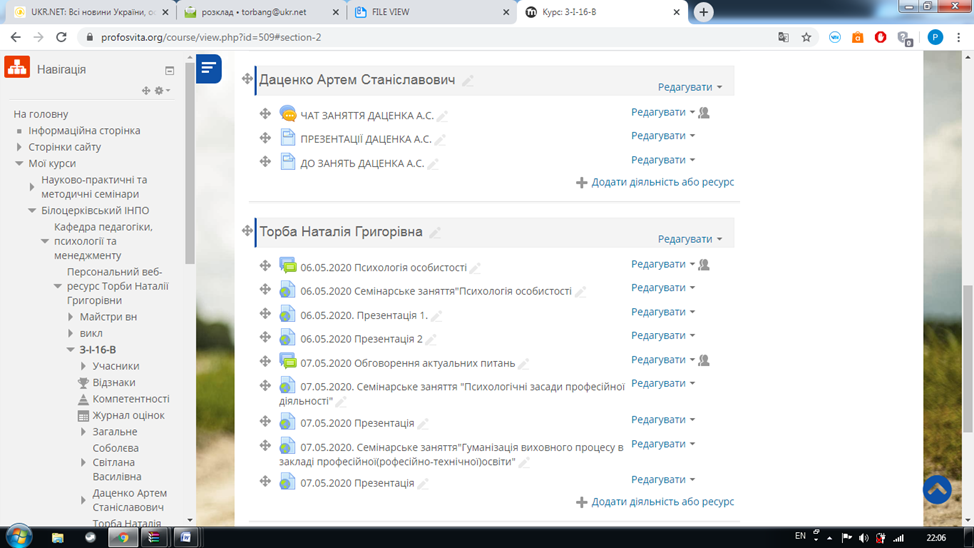 UKR.NET: Всі новини України, о
розклад • torbang@ukr.net
FILE VIEW
Курс: З-І-16-В
profosvita.org/course/view.php?id=509#section-2
P
Навігація
На головну
Інформаційна сторінка
Сторінки сайту
Мої курси
Науково-практичні та
методичні семінари
Білоцерківський ІНПО
Кафедра педагогіки,
психології та
менеджменту
Персональний веб-
ресурс Торби Наталії
Григорівни
Майстри вн
викл
З-І-16-В
Учасники
Відзнаки
Компетентності
Журнал оцінок
Загальне
Соболєва
Світлана
Василівна
Даценко Артем
Станіславович
Торба Наталія
Даценко Артем Станіславович
Редагувати
ЧАТ ЗАНЯТТЯ ДАЦЕНКА А.С.
Редагувати
ПРЕЗЕНТАЦІЇ ДАЦЕНКА А.С.
Редагувати
ДО ЗАНЯТЬ ДАЦЕНКА А.С.
Редагувати
Додати діяльність або ресурс
Торба Наталія Григорівна
Редагувати
06.05.2020 Психологія особистості
Редагувати
06.05.2020 Семінарське заняття"Психологія особистості
Редагувати
06.05.2020. Презентація 1.
Редагувати
06.05.2020 Презентація 2
Редагувати
07.05.2020 Обговорення актуальних питань
Редагувати
07.05.2020. Семінарське заняття "Психологічні засади професійної
діяльності"
Редагувати
07.05.2020 Презентація
Редагувати
07.05.2020. Семінарське заняття"Гуманізація виховного процесу в
закладі професійної(рофесійно-технічної)освіти"
Редагувати
07.05.2020 Презентація
Редагувати
Додати діяльність або ресурс
EN
22:06